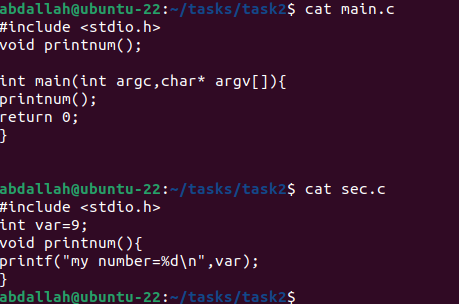 abdallah@ubuntu-22:~/tasks/task2$ cat main.c
#include <stdio.h>
void printnum();

int main(int argc,char* argv[]){
printnum();
return 0;
}

abdallah@ubuntu-22:~/tasks/task2$ cat sec.c
#include <stdio.h>
int var=9;
void printnum(){
printf("my number=%d\n",var);
}
abdallah@ubuntu-22:~/tasks/task2$